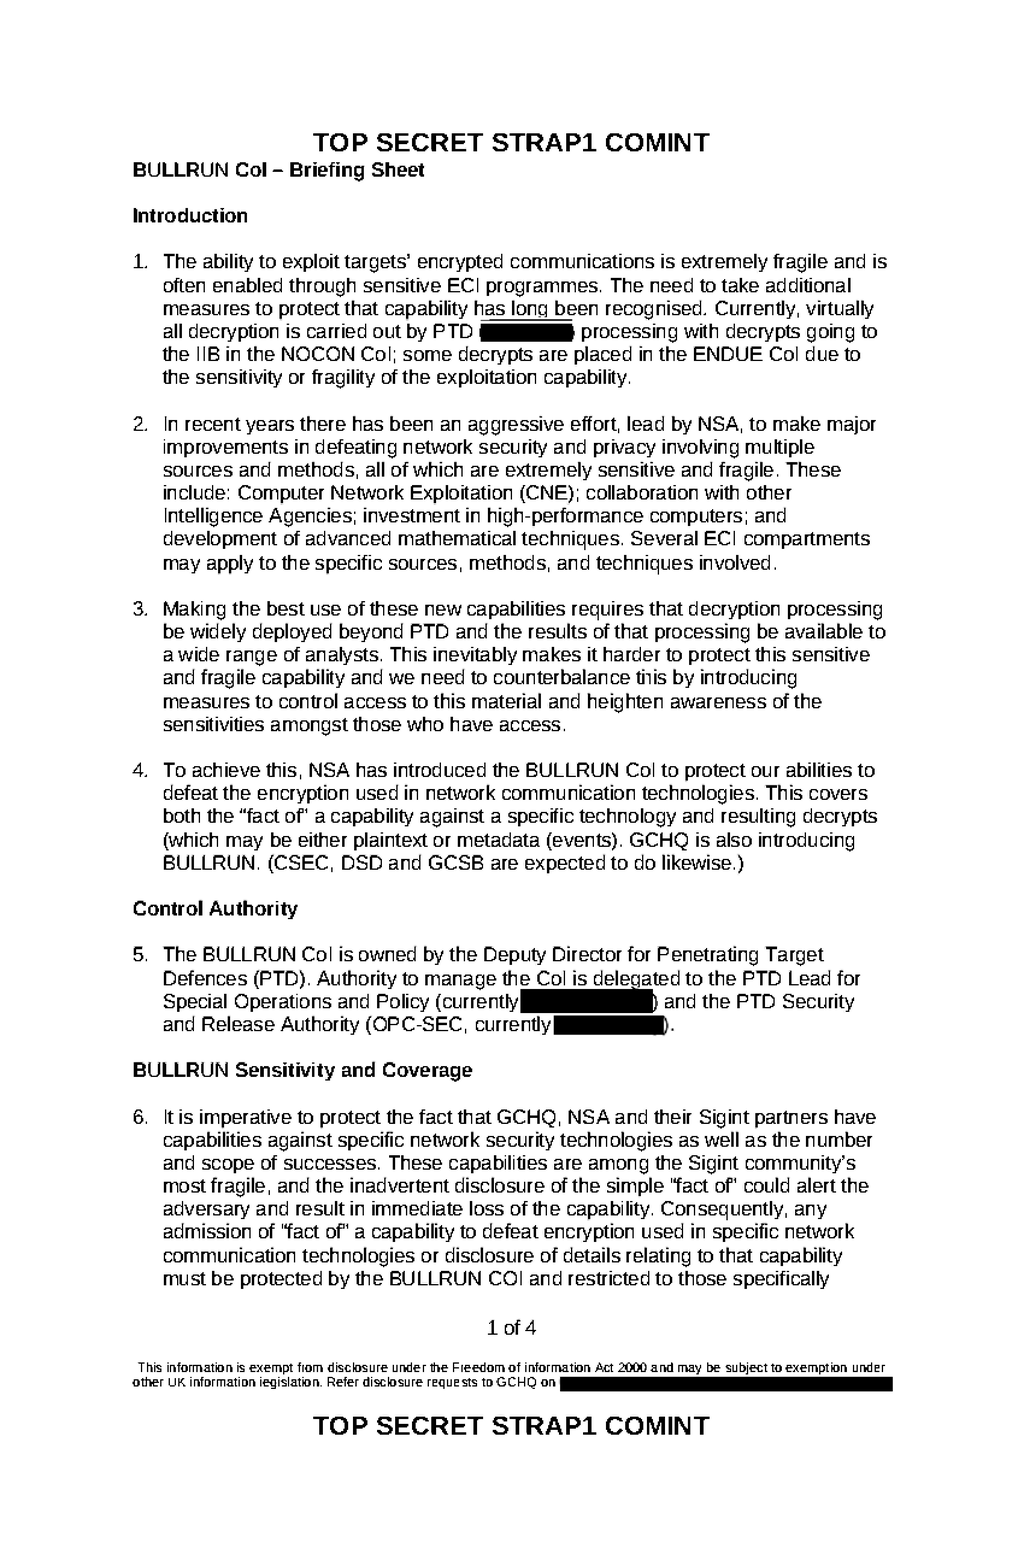 TOP SECRET STRAP1 COMINT
BULLRUN CoI – Briefing Sheet
Introduction
1. The ability to exploit targets’ encrypted communications is extremely fragile and is
often enabled through sensitive ECI programmes. The need to take additional
measures to protect that capability has long been recognised. Currently, virtually
all decryption is carried out by PTD ( ) processing with decrypts going to
the IIB in the NOCON CoI; some decrypts are placed in the ENDUE CoI due to
the sensitivity or fragility of the exploitation capability.
2. In recent years there has been an aggressive effort, lead by NSA, to make major
improvements in defeating network security and privacy involving multiple
sources and methods, all of which are extremely sensitive and fragile. These
include: Computer Network Exploitation (CNE); collaboration with other
Intelligence Agencies; investment in high-performance computers; and
development of advanced mathematical techniques. Several ECI compartments
may apply to the specific sources, methods, and techniques involved.
3. Making the best use of these new capabilities requires that decryption processing
be widely deployed beyond PTD and the results of that processing be available to
a wide range of analysts. This inevitably makes it harder to protect this sensitive
and fragile capability and we need to counterbalance this by introducing
measures to control access to this material and heighten awareness of the
sensitivities amongst those who have access.
4. To achieve this, NSA has introduced the BULLRUN CoI to protect our abilities to
defeat the encryption used in network communication technologies. This covers
both the “fact of” a capability against a specific technology and resulting decrypts
(which may be either plaintext or metadata (events). GCHQ is also introducing
BULLRUN. (CSEC, DSD and GCSB are expected to do likewise.)
Control Authority
5. The BULLRUN CoI is owned by the Deputy Director for Penetrating Target
Defences (PTD). Authority to manage the CoI is delegated to the PTD Lead for
Special Operations and Policy (currently ) and the PTD Security
and Release Authority (OPC-SEC, currently ).
BULLRUN Sensitivity and Coverage
6. It is imperative to protect the fact that GCHQ, NSA and their Sigint partners have
capabilities against specific network security technologies as well as the number
and scope of successes. These capabilities are among the Sigint community’s
most fragile, and the inadvertent disclosure of the simple “fact of” could alert the
adversary and result in immediate loss of the capability. Consequently, any
admission of “fact of” a capability to defeat encryption used in specific network
communication technologies or disclosure of details relating to that capability
must be protected by the BULLRUN COI and restricted to those specifically
1 of 4
This information is exempt from disclosure under the Freedom of information Act 2000 and may be subject to exemption under
other UK information legislation. Refer disclosure requests to GCHQ on
TOP SECRET STRAP1 COMINT